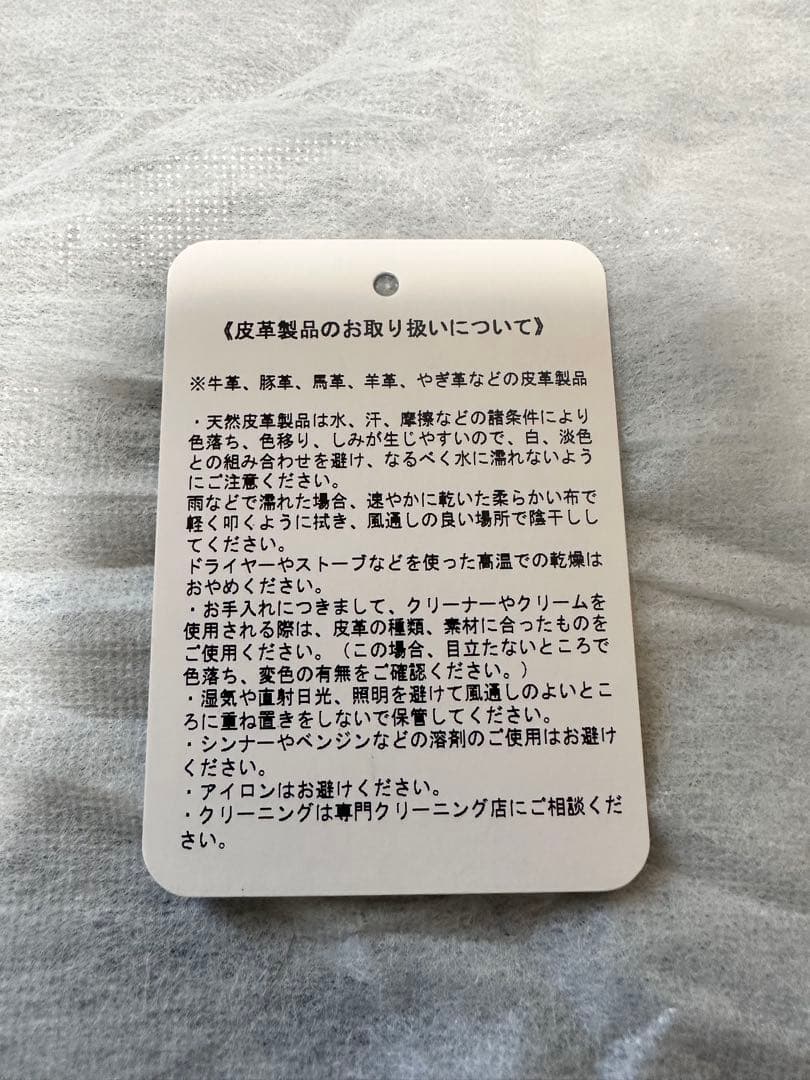 《皮革製品のお取り扱いについて》
※牛革、豚革、馬革、羊革、やぎ革などの皮革製品
・天然皮革製品は水、汗、摩擦などの諸条件により
色落ち、色移り、しみが生じやすいので、白、淡色
との組み合わせを避け、なるべく水に濡れないよう
にご注意ください。
雨などで濡れた場合、速やかに乾いた柔らかい布で
軽く叩くように拭き、風通しの良い場所で陰干しし
てください。
ドライヤーやストーブなどを使った高温での乾燥は
おやめください。
・お手入れにつきまして、クリーナーやクリームを
使用される際は、皮革の種類、素材に合ったものを
ご使用ください。（この場合、目立たないところで
色落ち、変色の有無をご確認ください。）
・湿気や直射日光、照明を避けて風通しのよいとこ
ろに重ね置きをしないで保管してください。
・シンナーやベンジンなどの溶剤のご使用はお避け
ください。
・アイロンはお避けください。
・クリーニングは専門クリーニング店にご相談くだ
さい。